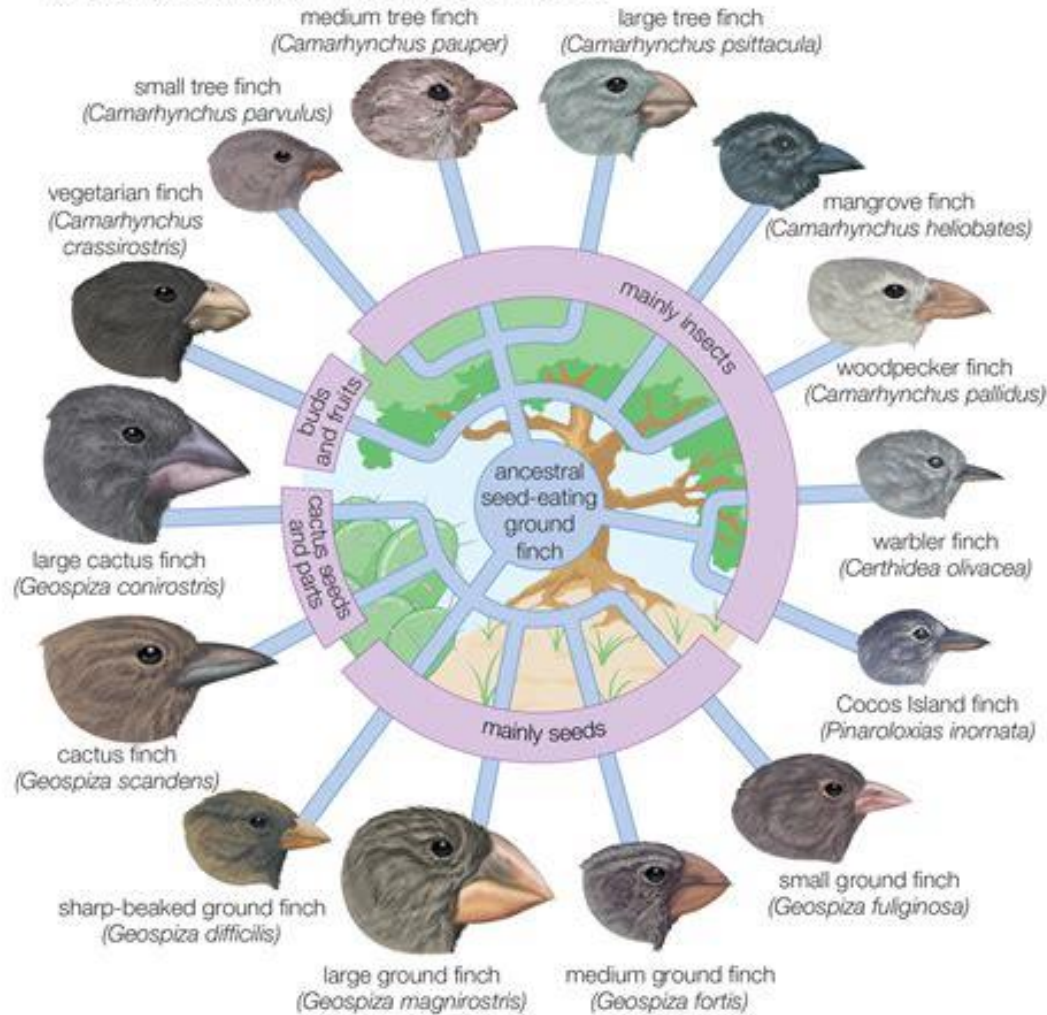 medium tree finch
(Camarhynchus pauper)
large tree finch
(Camarhynchus psittacula)
small tree finch
(Camarhynchus parvulus)
mangrove finch
(Camarhynchus heliobates)
vegetarian finch
(Camarhynchus
crassirostris)
woodpecker finch
(Camarhynchus pallidus)
large cactus finch
(Geospiza conirostris)
warbler finch
(Certhidea olivacea)
cactus finch
(Geospiza scandens)
Cocos Island finch
(Pinaroloxias inornata)
sharp-beaked ground finch
(Geospiza difficilis)
small ground finch
(Geospiza fuliginosa)
large ground finch
(Geospiza magnirostris)
medium ground finch
(Geospiza fortis)
mainly insects
buds
and fruits
cactus seeds
and parts
mainly seeds
ancestral
seed-eating
ground
finch